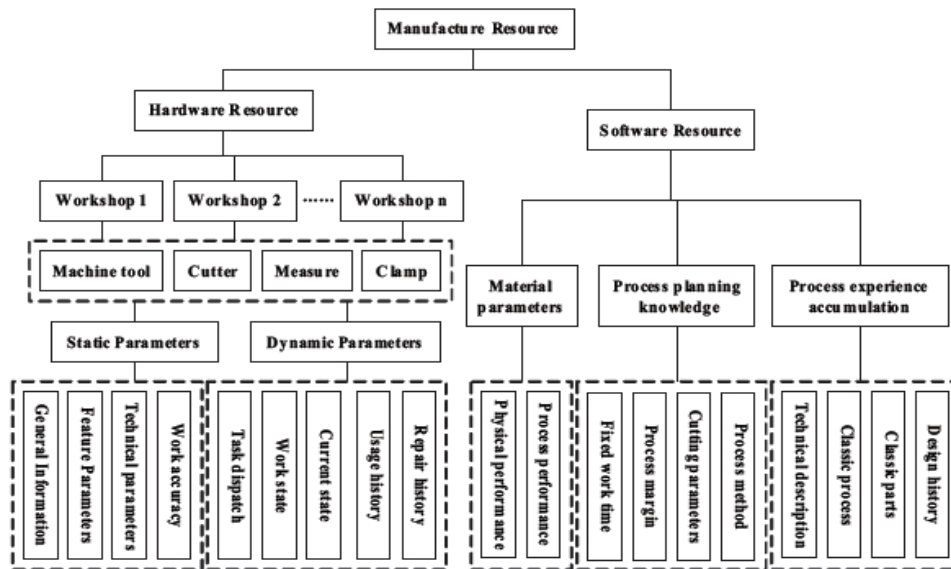 Manufacture Resource
Hardware Resource
Software Resource
Workshop 1
Workshop 2
......
Workshop n
Machine tool
Cutter
Measure
Clamp
Material
parameters
Process planning
knowledge
Process experience
accumulation
Static Parameters
Dynamic Parameters
General Information
Feature Parameters
Technical parameters
Work accuracy
Task dispatch
Work state
Current state
Usage history
Repair history
Physical performance
Process performance
Fixed work time
Process margin
Cutting parameters
Process method
Technical description
Classic process
Classic parts
Design history